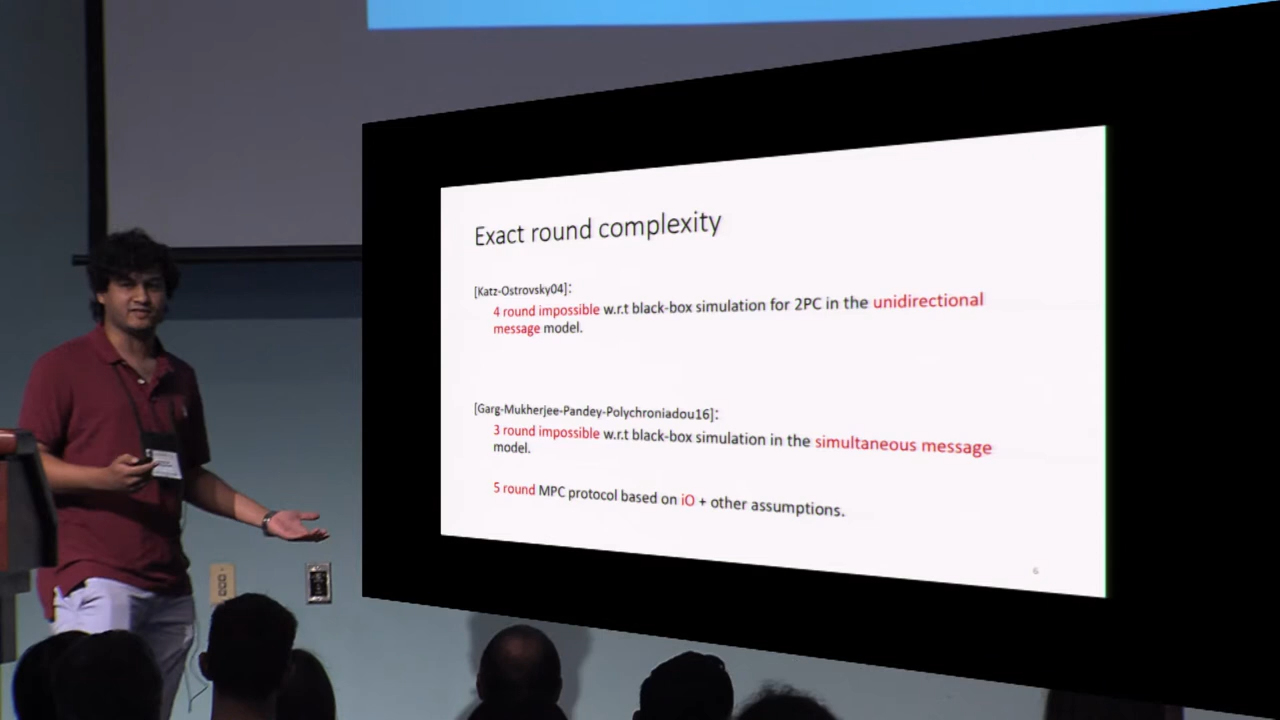 Exact round complexity
[Katz-Ostrovsky04]:
4 round impossible w.r.t black-box simulation for 2PC in the unidirectional
message model.
[Garg-Mukherjee-Pandey-Polychroniadou16]:
3 round impossible w.r.t black-box simulation in the simultaneous message
model.
5 round MPC protocol based on iO + other assumptions.
6